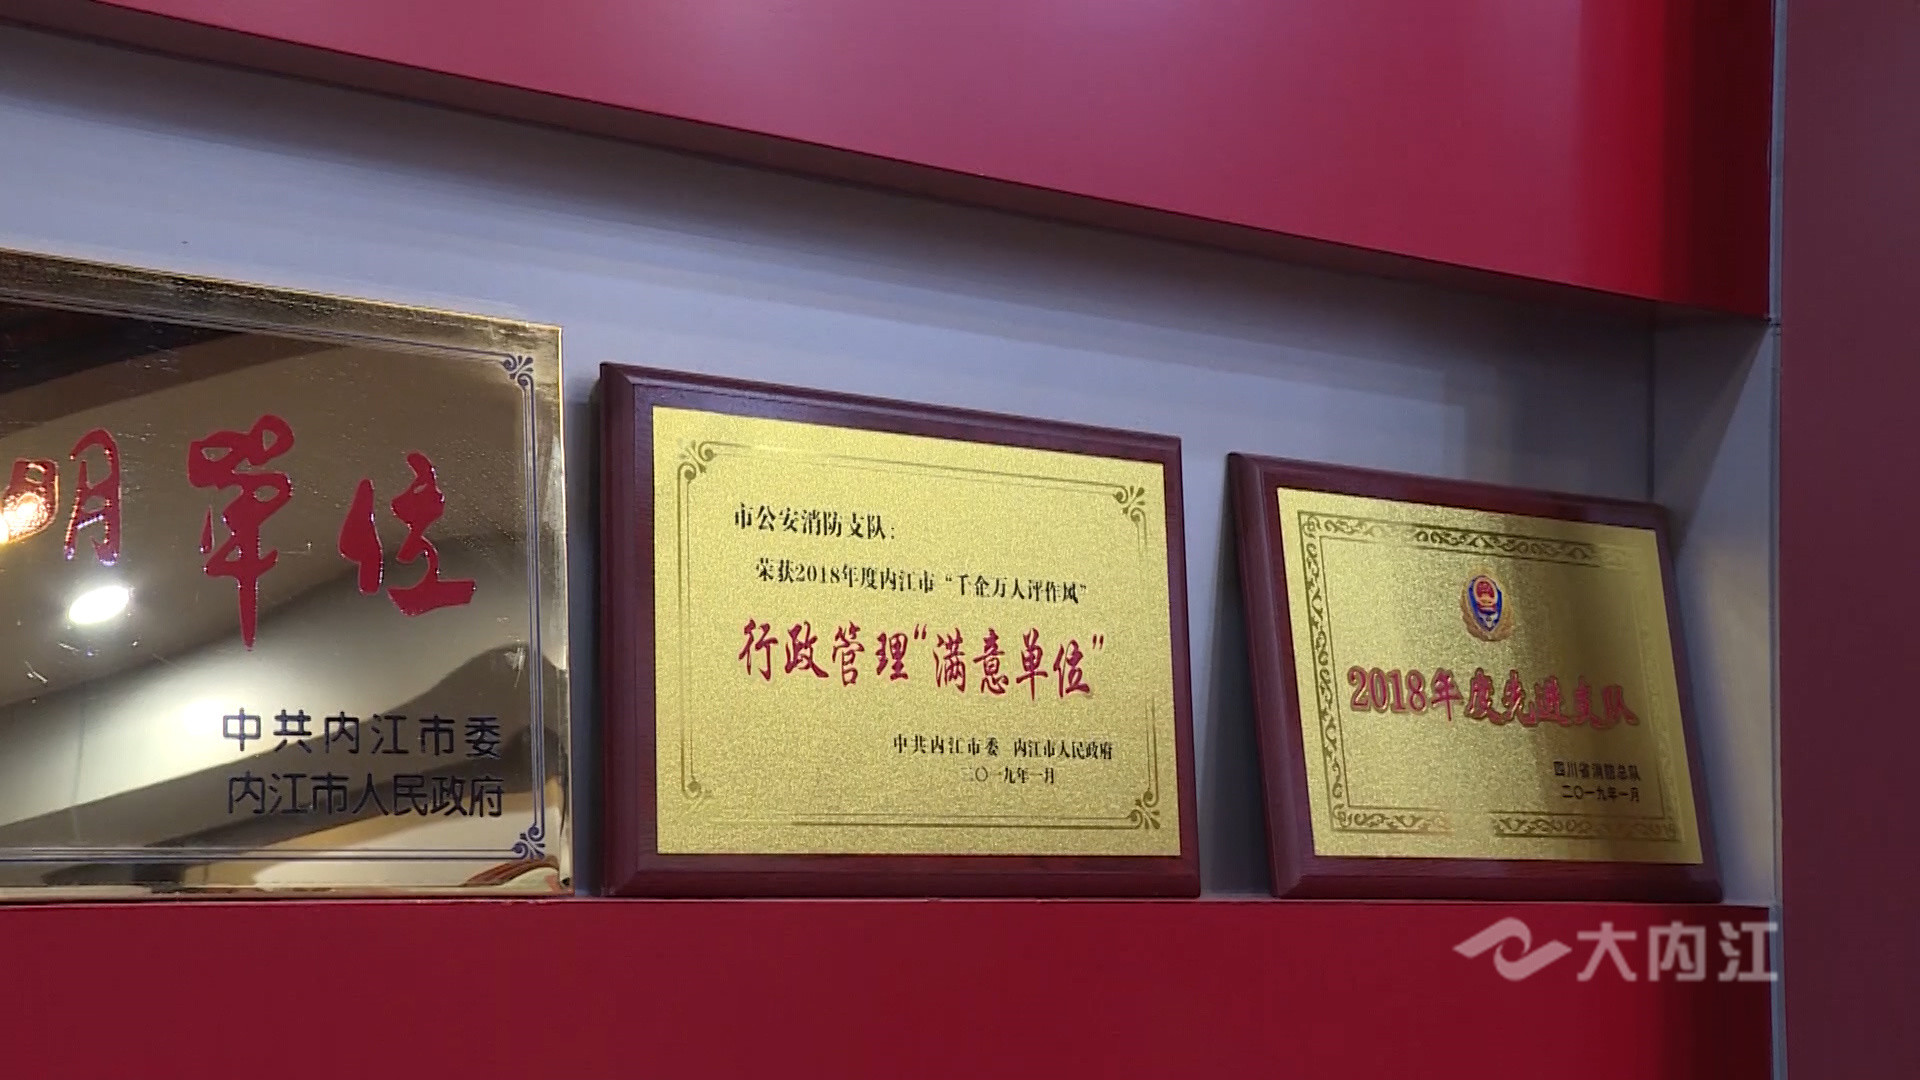 明單位
中共内江市委
内江市人民政府
市公安消防支队：
荣获2018年度内江市“千企万人评作风”
行政管理“满意单位”
中共内江市委 内江市人民政府
二〇一九年一月
2018年度先进支队
四川省消防总队
二〇一九年一月
大内江